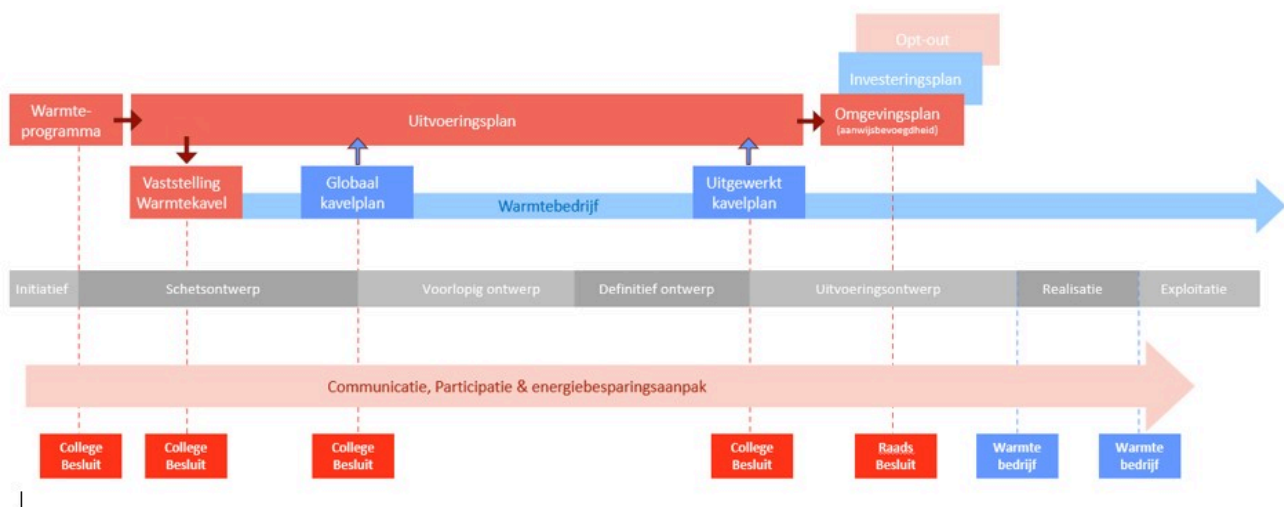 Opt-out
Investeringsplan
Warmte-
programma
Uitvoeringsplan
Omgevingsplan
(aanwijsbevoegdheid)
Vaststelling
Warmtekavel
Globaal
kavelplan
Warmtebedrijf
Uitgewerkt
kavelplan
Initiatief
Schetsontwerp
Voorlopig ontwerp
Definitief ontwerp
Uitvoeringsontwerp
Realisatie
Exploitatie
Communicatie, Participatie & energiebesparingsaanpak
College
Besluit
College
Besluit
College
Besluit
College
Besluit
Raads
Besluit
Warmte
bedrijf
Warmte
bedrijf